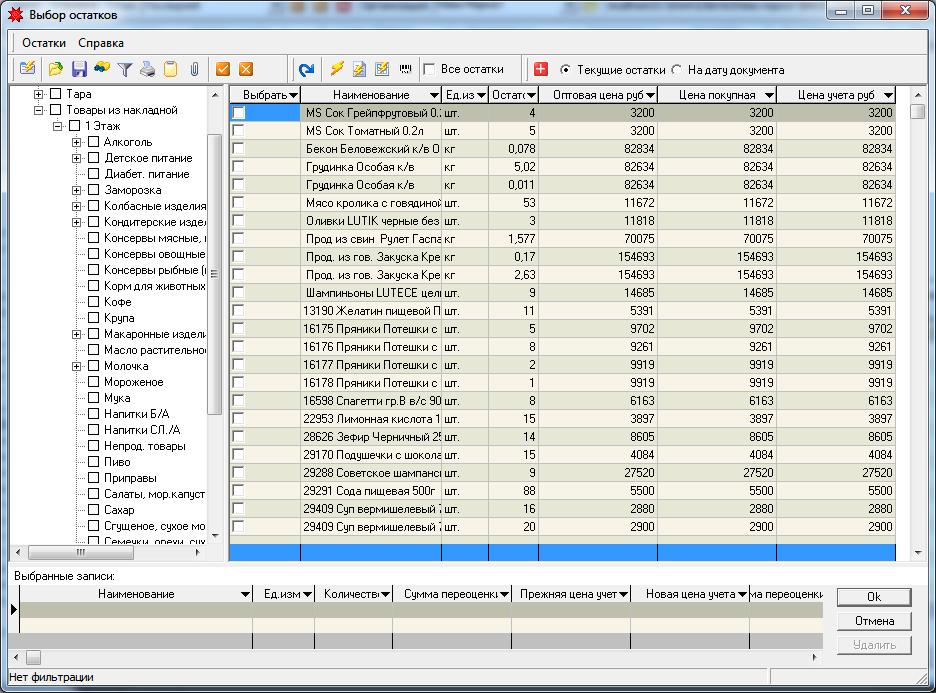 Выбор остатков
Остатки Справка
Все остатки Текущие остатки На дату документа
Тара
Товары из накладной
1 Этаж
Алкоголь
Детское питание
Диабет. питание
Заморозка
Колбасные изделия
Кондитерские издел
Консервы мясные,
Консервы овощные
Консервы рыбные (
Корм для животных
Кофе
Крупа
Макаронные издели
Масло растительно
Молочка
Мороженое
Мука
Напитки Б/А
Напитки СЛ./А
Непрод. товары
Пиво
Приправы
Салаты, мор.капуст
Сахар
Сгущеное, сухое мо
Семечки, орехи, сух
Выбрать Наименование Ед.из Остатс Оптовая цена руб Цена покупная Цена учета руб
MS Сок Грейпфрутовый 0.: шт. 4 3200 3200 3200
MS Сок Томатный 0.2л шт. 5 3200 3200 3200
Бекон Беловежский к/в О кг 0,078 82834 82834 82834
Грудинка Особая к/в кг 5,02 82634 82634 82634
Грудинка Особая к/в кг 0,011 82634 82634 82634
Мясо кролика с говядиной шт. 53 11672 11672 11672
Оливки LUTIK черные без шт. 3 11818 11818 11818
Прод из свин Рулет Гаспа кг 1,577 70075 70075 70075
Прод. из гов. Закуска Кре кг 0,17 154693 154693 154693
Прод. из гов. Закуска Кре кг 2,63 154693 154693 154693
Шампиньоны LUTECE цел шт. 9 14685 14685 14685
13190 Желатин пищевой П шт. 11 5391 5391 5391
16175 Пряники Потешки с шт. 5 9702 9702 9702
16176 Пряники Потешки с шт. 8 9261 9261 9261
16177 Пряники Потешки с шт. 2 9919 9919 9919
16178 Пряники Потешки с шт. 1 9919 9919 9919
16598 Спагетти гр.В в/с 90 шт. 8 6163 6163 6163
22953 Лимонная кислота 1 шт. 15 3897 3897 3897
28626 Зефир Черничный 25 шт. 14 8605 8605 8605
29170 Подушечки с шокола шт. 15 4084 4084 4084
29288 Советское шампанс шт. 9 27520 27520 27520
29291 Сода пищевая 500г шт. 88 5500 5500 5500
29409 Суп вермишелевый 7 шт. 16 2880 2880 2880
29409 Суп вермишелевый 7 шт. 20 2900 2900 2900
Выбранные записи:
Наименование Ед.изм Количеств Сумма переоценки Прежняя цена учет Новая цена учета ма переоценки
Ok
Отмена
Удалить
Нет фильтрации